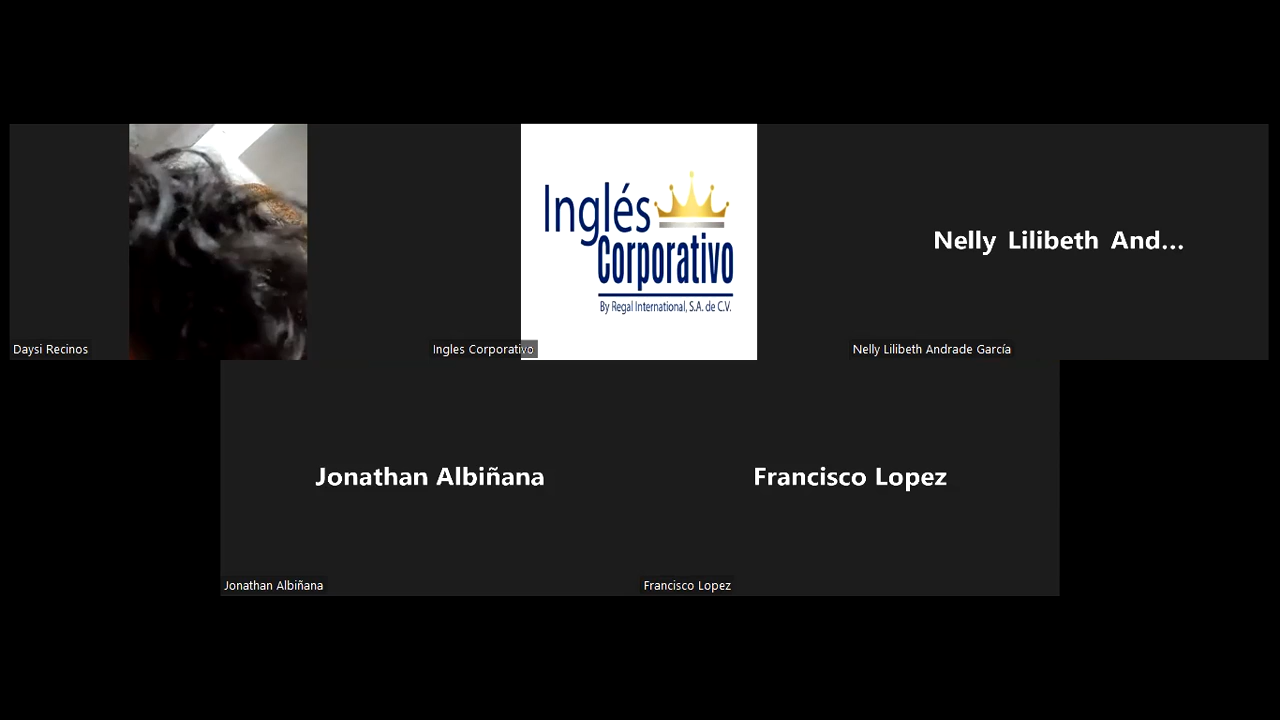 Inglés
Corporativo
By Regal International, S.A. de C.V.
Nelly Lilibeth And...
Daysi Recinos
Ingles Corporativo
Nelly Lilibeth Andrade García
Jonathan Albiñana
Francisco Lopez
Jonathan Albiñana
Francisco Lopez